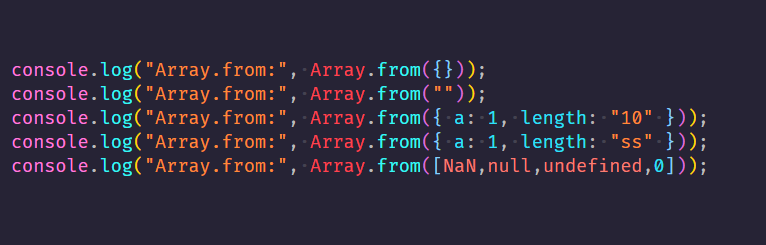 console.log("Array.from:", Array.from({}));
console.log("Array.from:", Array.from(""));
console.log("Array.from:", Array.from({ a: 1, length: "10" }));
console.log("Array.from:", Array.from({ a: 1, length: "ss" }));
console.log("Array.from:", Array.from([NaN,null,undefined,0]));